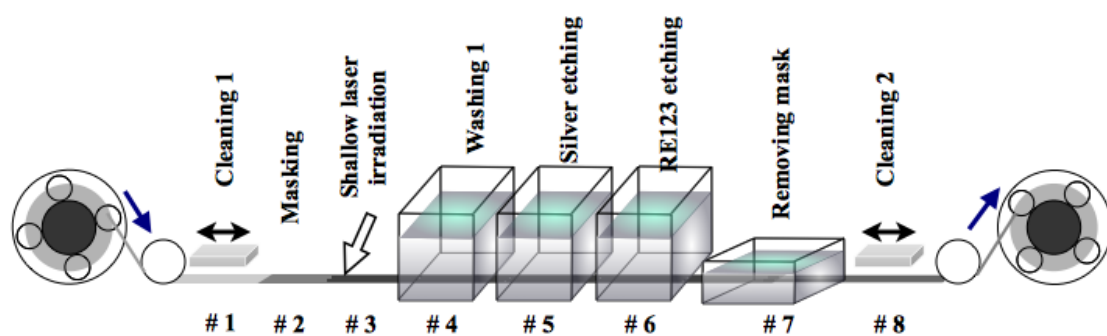 Cleaning 1
Masking
Shallow laser
irradiation
Washing 1
Silver etching
RE123 etching
Removing mask
Cleaning 2
# 1
# 2
# 3
# 4
# 5
# 6
# 7
# 8